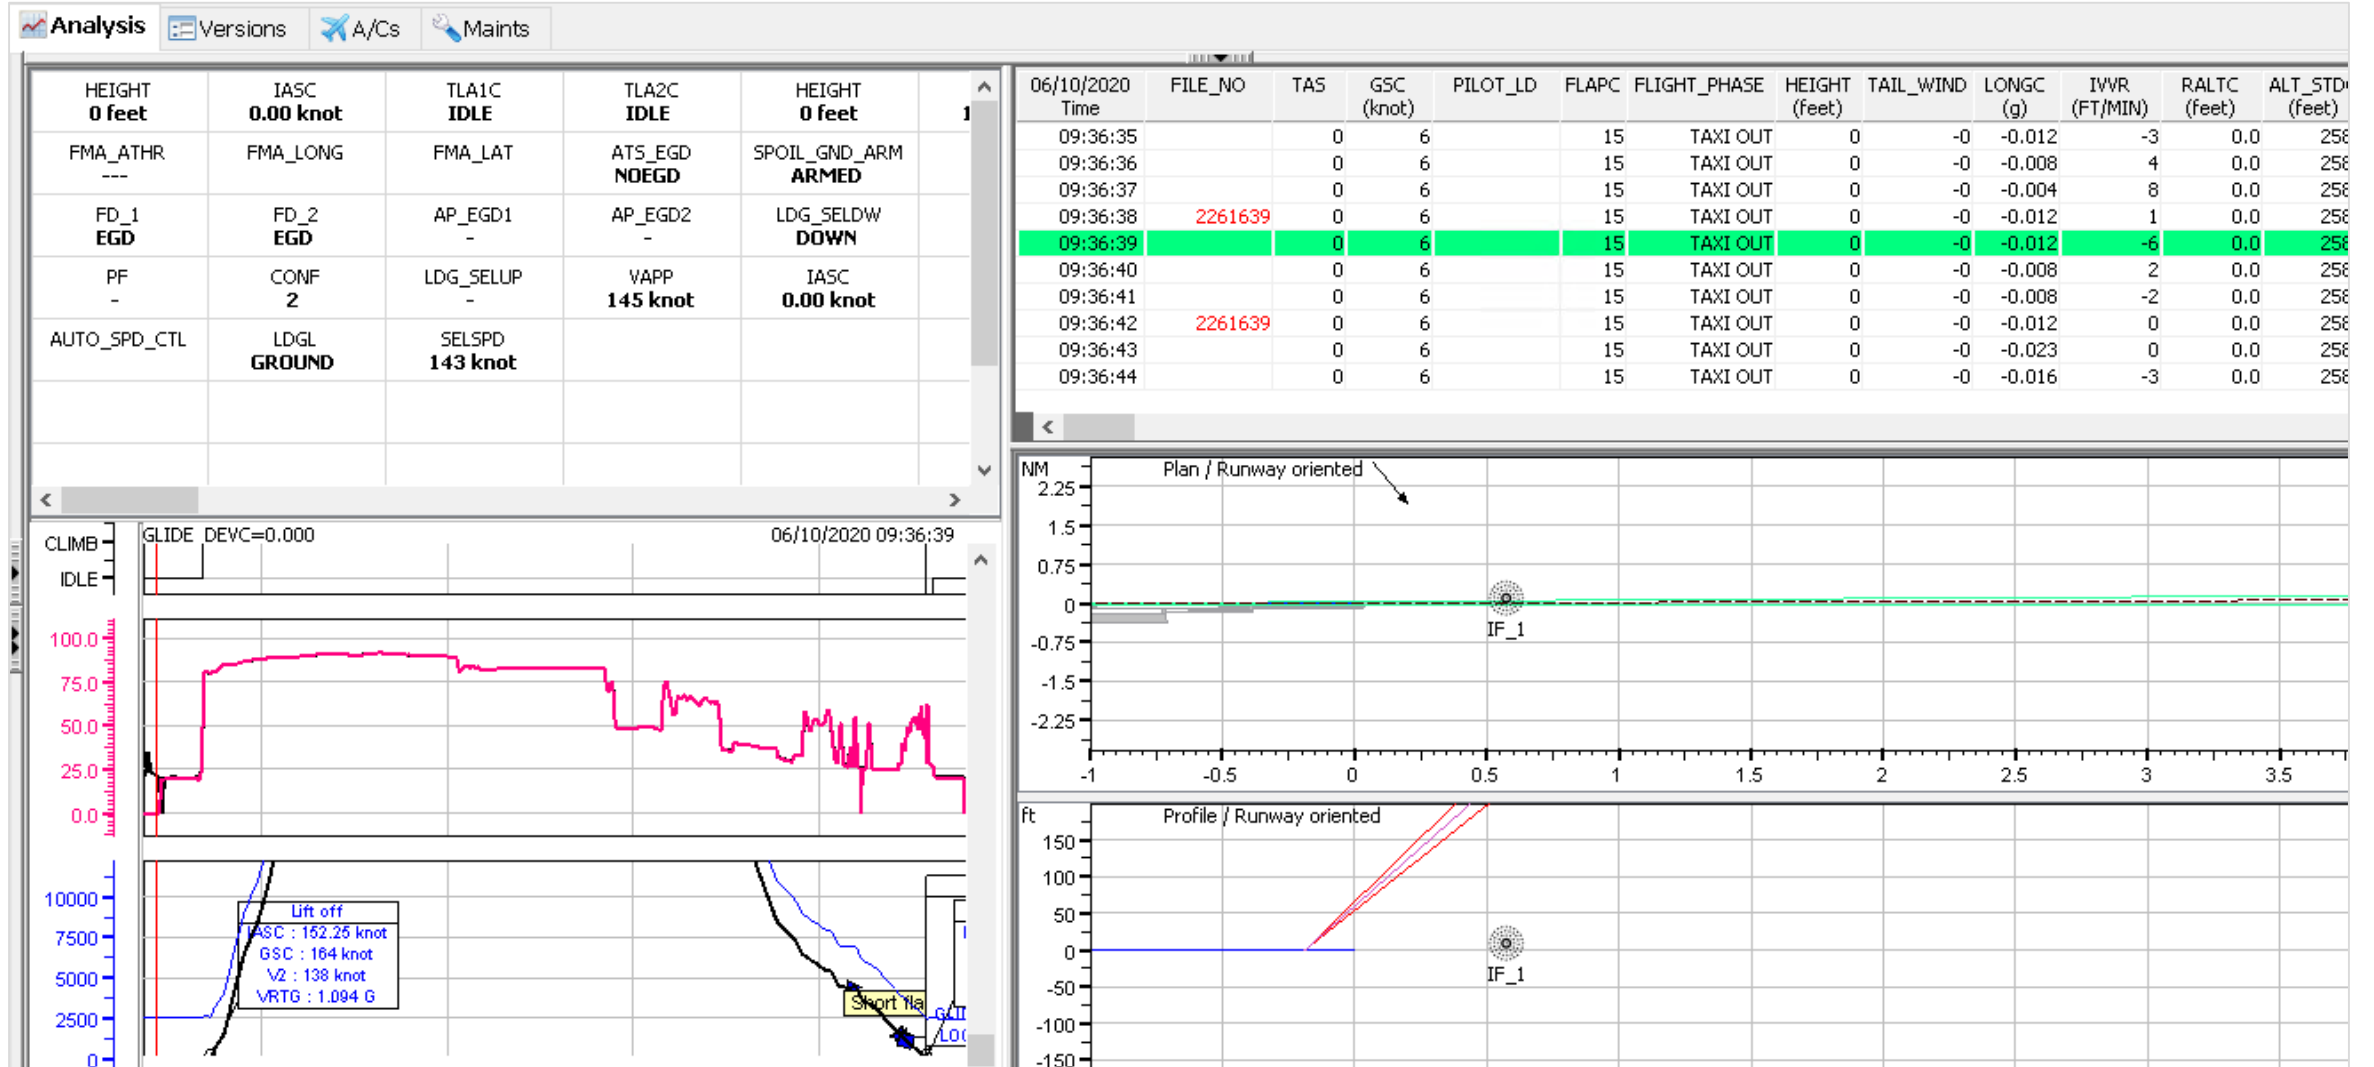 Analysis Versions A/Cs Maints
HEIGHT IASC TLA1C TLA2C HEIGHT
0 feet 0.00 knot IDLE IDLE 0 feet
FMA_ATHR FMA_LONG FMA_LAT ATS_EGD SPOIL_GND_ARM
--- NOEGD ARMED
FD_1 FD_2 AP_EGD1 AP_EGD2 LDG_SELDW
EGD EGD - - DOWN
PF CONF LDG_SELUP VAPP IASC
- 2 - 145 knot 0.00 knot
AUTO_SPD_CTL LDGL SELSPD
GROUND 143 knot
06/10/2020 FILE_NO TAS GSC PILOT_LD FLAPC FLIGHT_PHASE HEIGHT TAIL_WIND LONGC IVVR RALTC ALT_STD
Time (knot) (feet) (g) (FT/MIN) (feet) (feet)
09:36:35 0 6 15 TAXI OUT 0 -0 -0.012 -3 0.0 258
09:36:36 0 6 15 TAXI OUT 0 -0 -0.008 4 0.0 258
09:36:37 0 6 15 TAXI OUT 0 -0 -0.004 8 0.0 258
09:36:38 2261639 0 6 15 TAXI OUT 0 -0 -0.012 1 0.0 258
09:36:39 0 6 15 TAXI OUT 0 -0 -0.012 -6 0.0 258
09:36:40 0 6 15 TAXI OUT 0 -0 -0.008 2 0.0 258
09:36:41 0 6 15 TAXI OUT 0 -0 -0.008 -2 0.0 258
09:36:42 2261639 0 6 15 TAXI OUT 0 -0 -0.012 0 0.0 258
09:36:43 0 6 15 TAXI OUT 0 -0 -0.023 0 0.0 258
09:36:44 0 6 15 TAXI OUT 0 -0 -0.016 -3 0.0 258
GLIDE DEVC=0.000 06/10/2020 09:36:39
CLIMB
IDLE
100.0
75.0
50.0
25.0
0.0
10000
7500
5000
2500
0
Lift off
IASC : 152.25 knot
GSC : 164 knot
V2 : 138 knot
VRTG : 1.094 G
Short fla
GLI
LOC
NM Plan / Runway oriented
2.25
1.5
0.75
0
-0.75
-1.5
-2.25
IF_1
-1 -0.5 0 0.5 1 1.5 2 2.5 3 3.5
ft Profile / Runway oriented
150
100
50
0
-50
-100
-150
IF_1